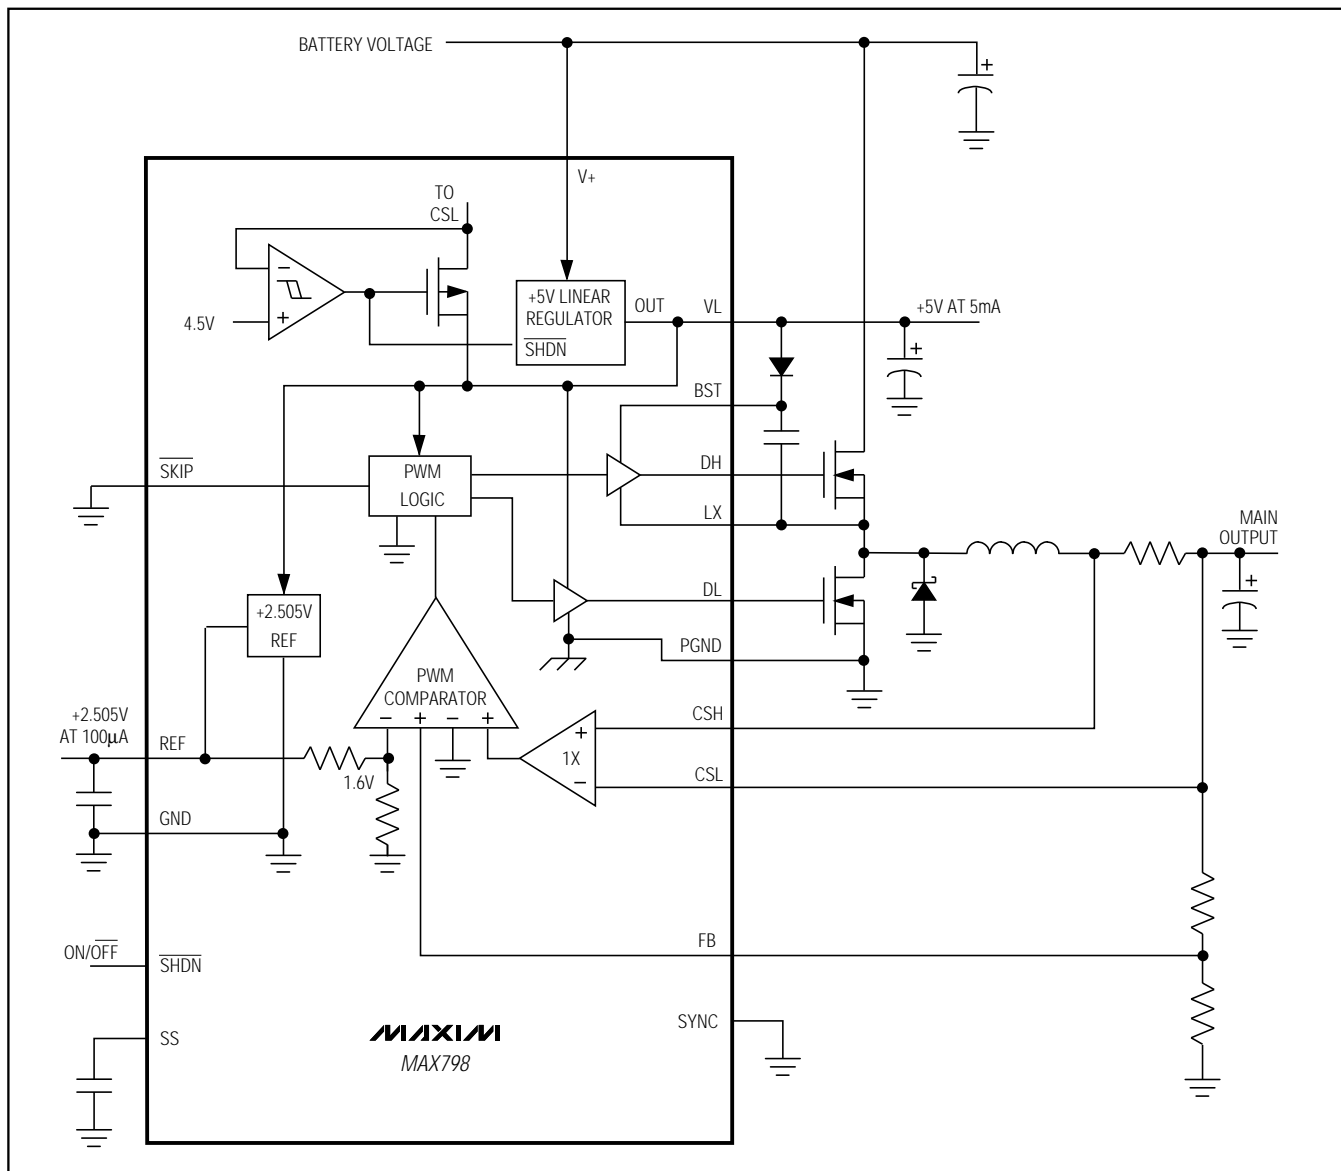 BATTERY VOLTAGE
V+
TO
CSL
−
4.5V
+
+5V LINEAR
REGULATOR
SHDN
OUT
VL
+5V AT 5mA
+
+
BST
SKIP
PWM
LOGIC
DH
LX
MAIN
OUTPUT
+
+2.505V
REF
DL
PGND
PWM
COMPARATOR
− + − +
+2.505V
AT 100µA
REF
1.6V
+
1X
−
CSH
CSL
GND
FB
ON/OFF
SHDN
SS
SYNC
MAXIM
MAX798